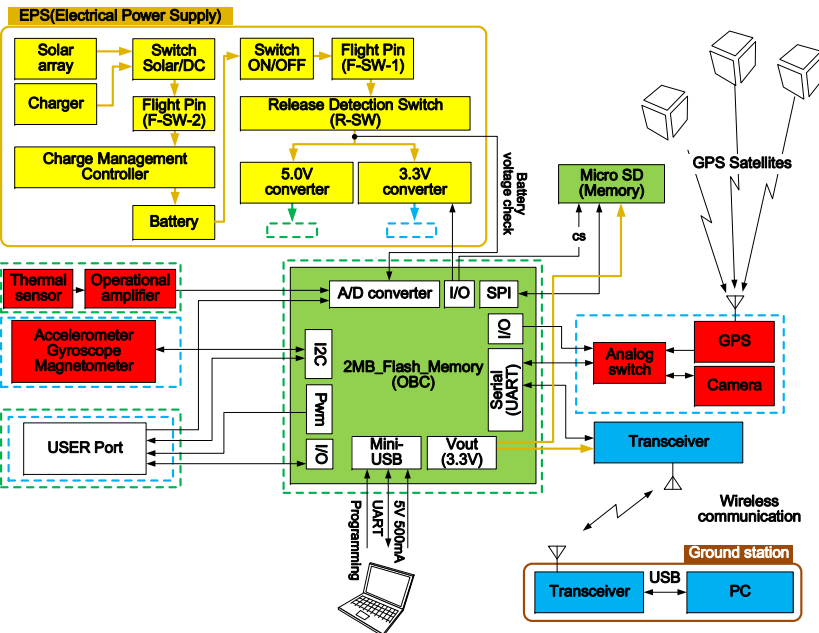 EPS(Electrical Power Supply)
Solar
array
Switch
Solar/DC
Switch
ON/OFF
Flight Pin
(F-SW-1)
Charger
Flight Pin
(F-SW-2)
Release Detection Switch
(R-SW)
Charge Management
Controller
5.0V
converter
3.3V
converter
Battery
Battery
voltage check
Micro SD
(Memory)
GPS Satellites
cs
Thermal
sensor
Operational
amplifier
A/D converter
I/O
SPI
Accelerometer
Gyroscope
Magnetometer
I2C
I/O
2MB_Flash_Memory
(OBC)
Serial
(UART)
Analog
switch
GPS
Camera
Pwm
USER Port
I/O
Mini-
USB
Vout
(3.3V)
Transceiver
Programming
UART
5V 500mA
Wireless
communication
Ground station
Transceiver
USB
PC